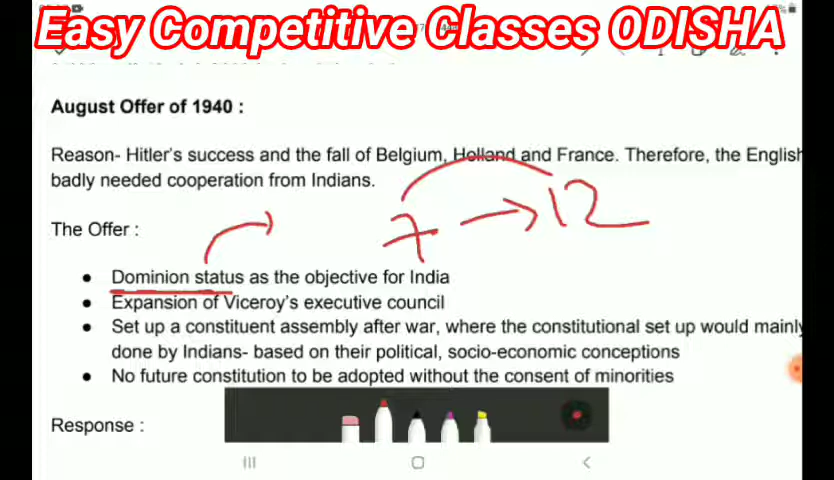 Easy Competitive Classes ODISHA
August Offer of 1940 :
Reason- Hitler's success and the fall of Belgium, Holland and France. Therefore, the English
badly needed cooperation from Indians.
7 → 12
The Offer :
● Dominion status as the objective for India
● Expansion of Viceroy's executive council
● Set up a constituent assembly after war, where the constitutional set up would mainly
done by Indians- based on their political, socio-economic conceptions
● No future constitution to be adopted without the consent of minorities
Response :